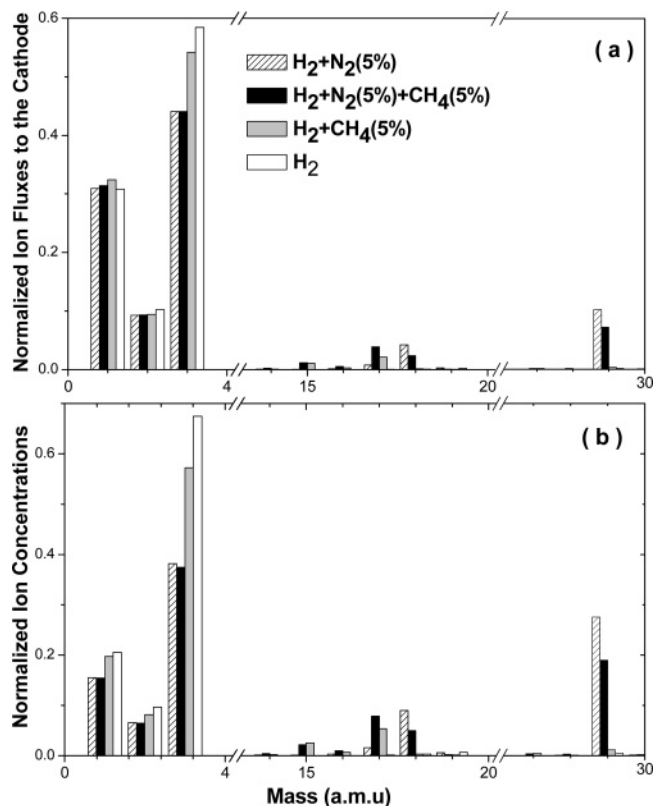 Normalized Ion Fluxes to the Cathode
0.6
0.4
0.2
0.0
( a )
H2+N2(5%)
H2+N2(5%)+CH4(5%)
H2+CH4(5%)
H2
0 4 15 20 30
Normalized Ion Concentrations
0.6
0.4
0.2
0.0
( b )
0 4 15 20 30
Mass (a.m.u)